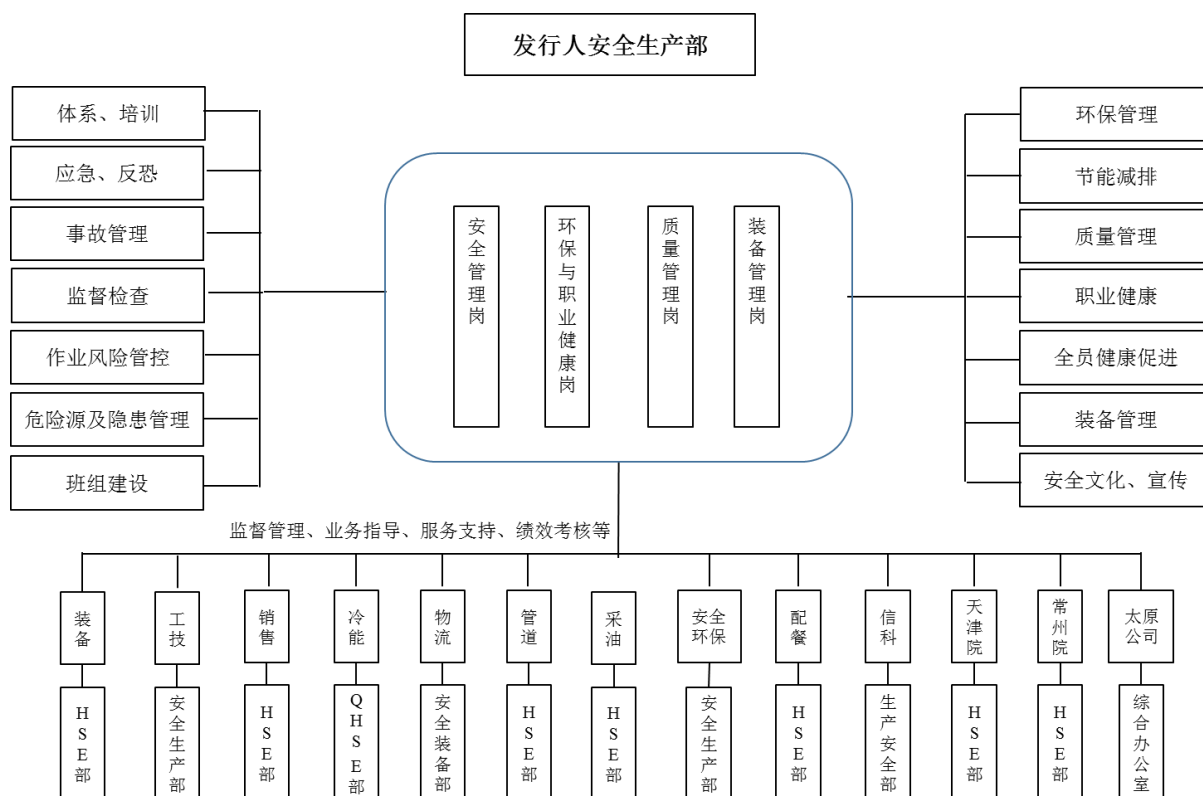 发行人安全生产部
体系、培训
应急、反恐
事故管理
监督检查
作业风险管控
危险源及隐患管理
班组建设
安全管理岗
环保与职业健康岗
质量管理岗
装备管理岗
环保管理
节能减排
质量管理
职业健康
全员健康促进
装备管理
安全文化、宣传
监督管理、业务指导、服务支持、绩效考核等
装备
工技
销售
冷能
物流
管道
采油
安全
环保
配餐
信科
天津院
常州院
太原
公司
HSE部
安全生产部
HSE部
QHSE部
安全装备部
HSE部
HSE部
安全生产部
HSE部
生产安全部
HSE部
HSE部
综合办公室